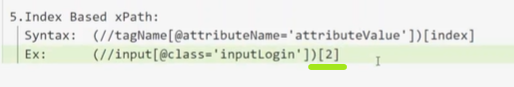 5.Index Based xPath:
Syntax: (//tagName[@attributeName='attributeValue'])[index]
Ex: (//input[@class='inputLogin'])[2]